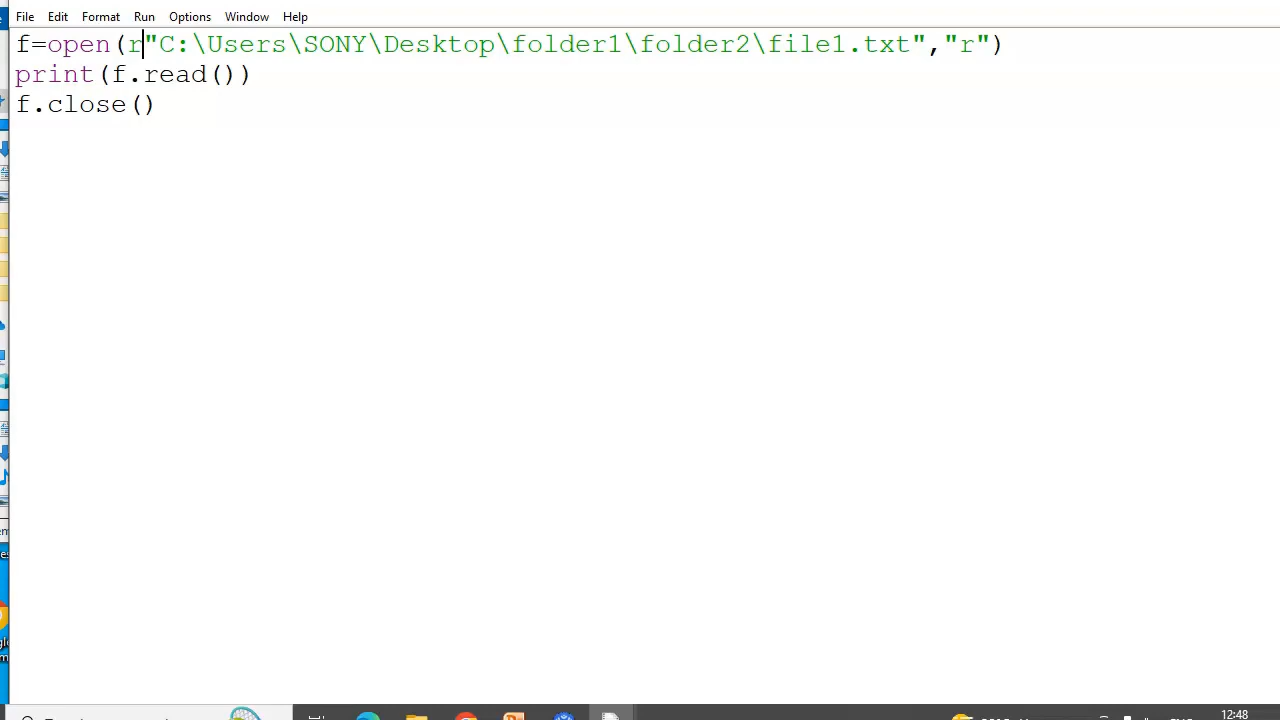 File Edit Format Run Options Window Help
f=open(r"C:\Users\SONY\Desktop\folder1\folder2\file1.txt","r")
print(f.read())
f.close()
12:48